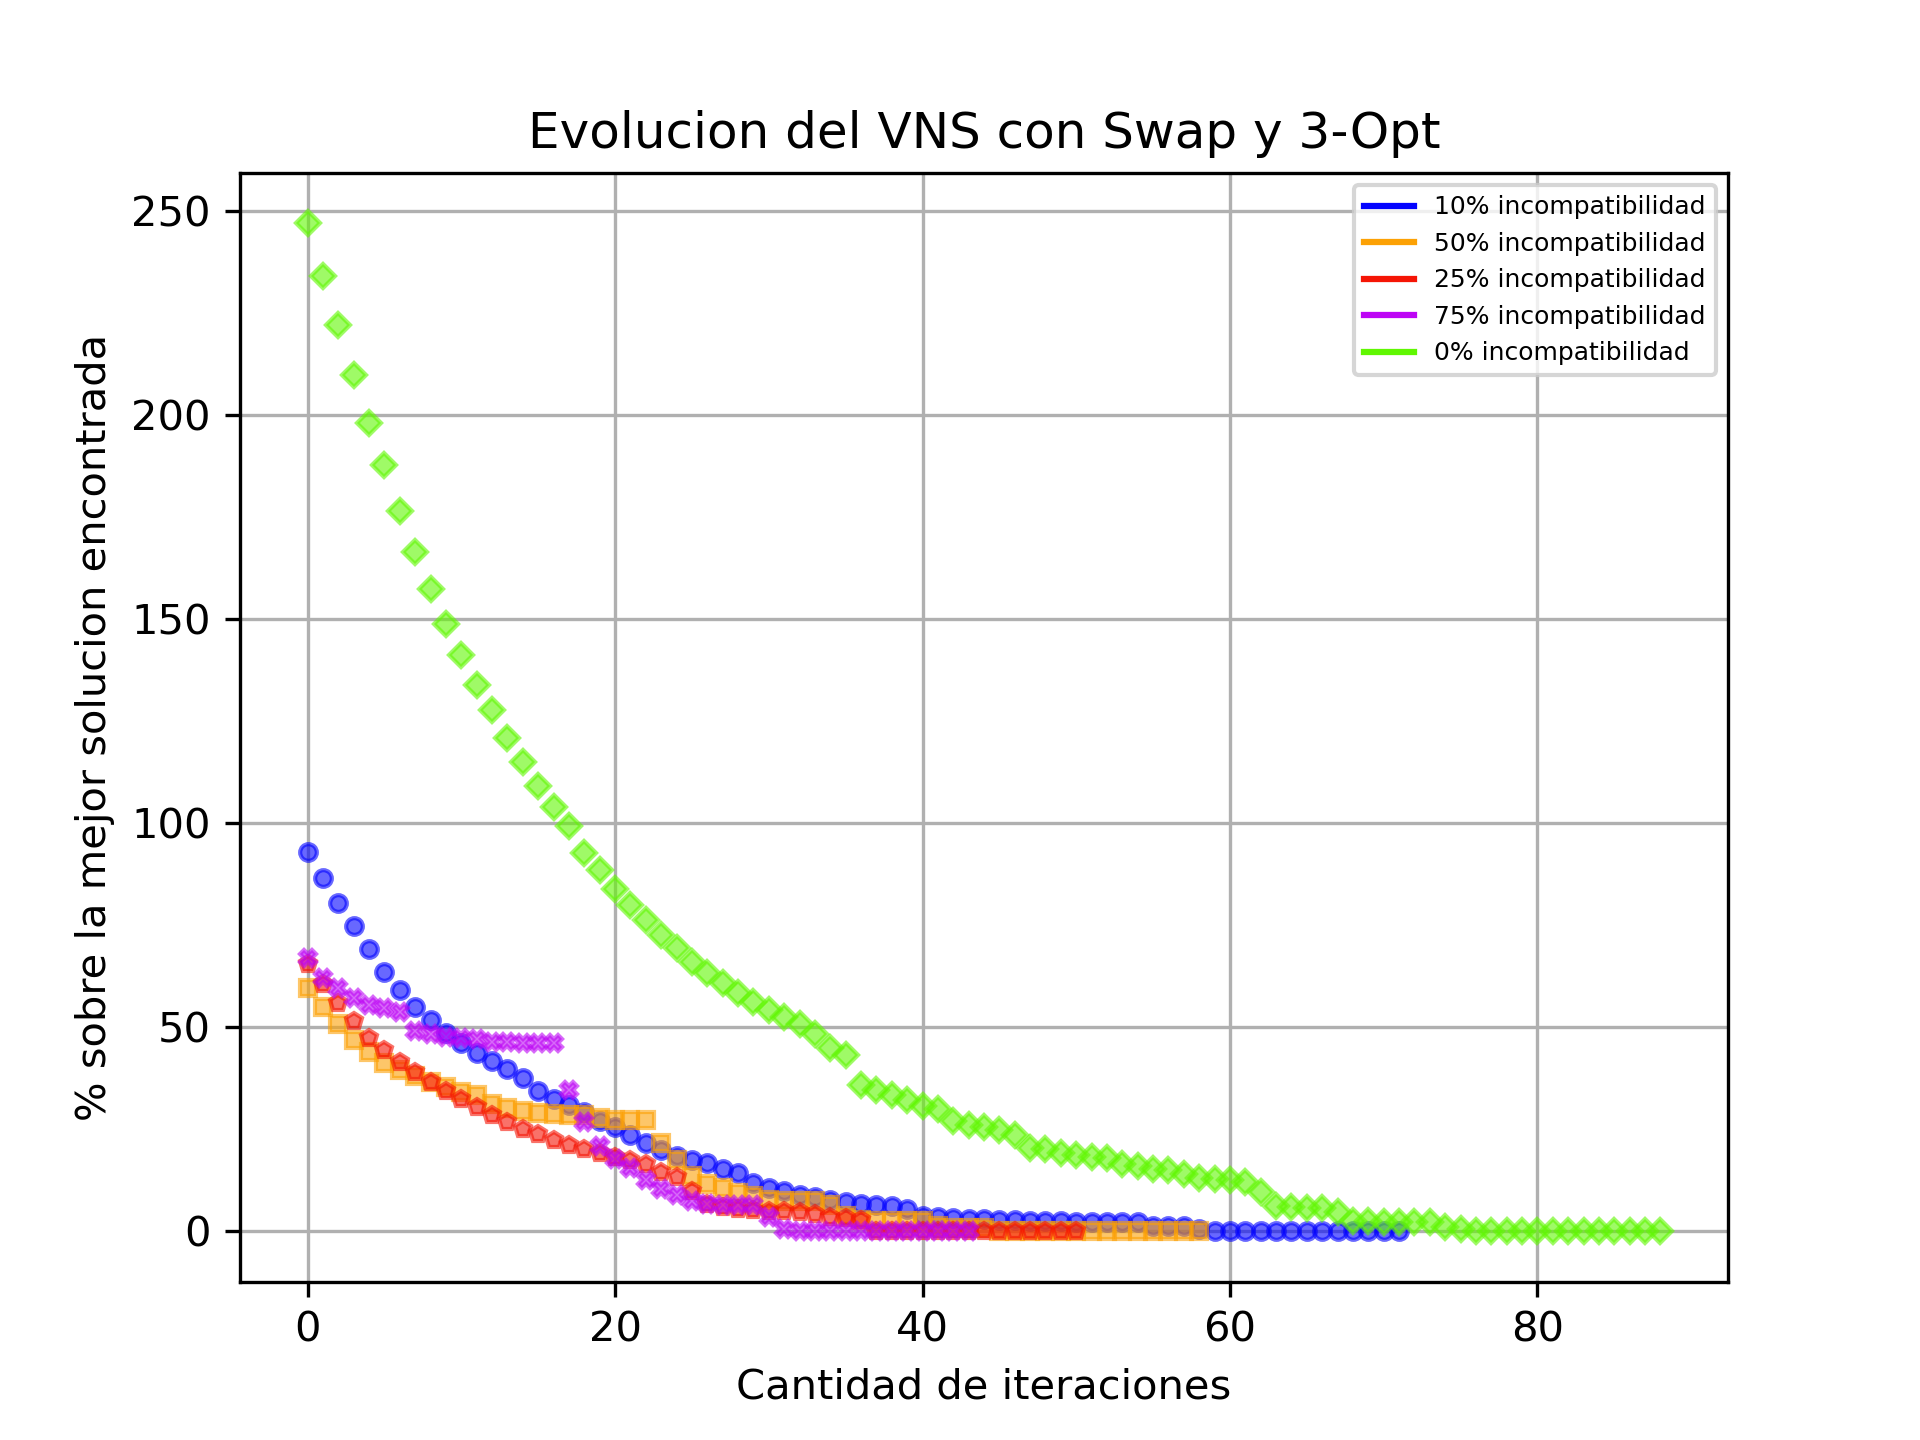 Evolucion del VNS con Swap y 3-Opt
10% incompatibilidad
50% incompatibilidad
25% incompatibilidad
75% incompatibilidad
0% incompatibilidad
% sobre la mejor solucion encontrada
250
200
150
100
50
0
0 20 40 60 80
Cantidad de iteraciones